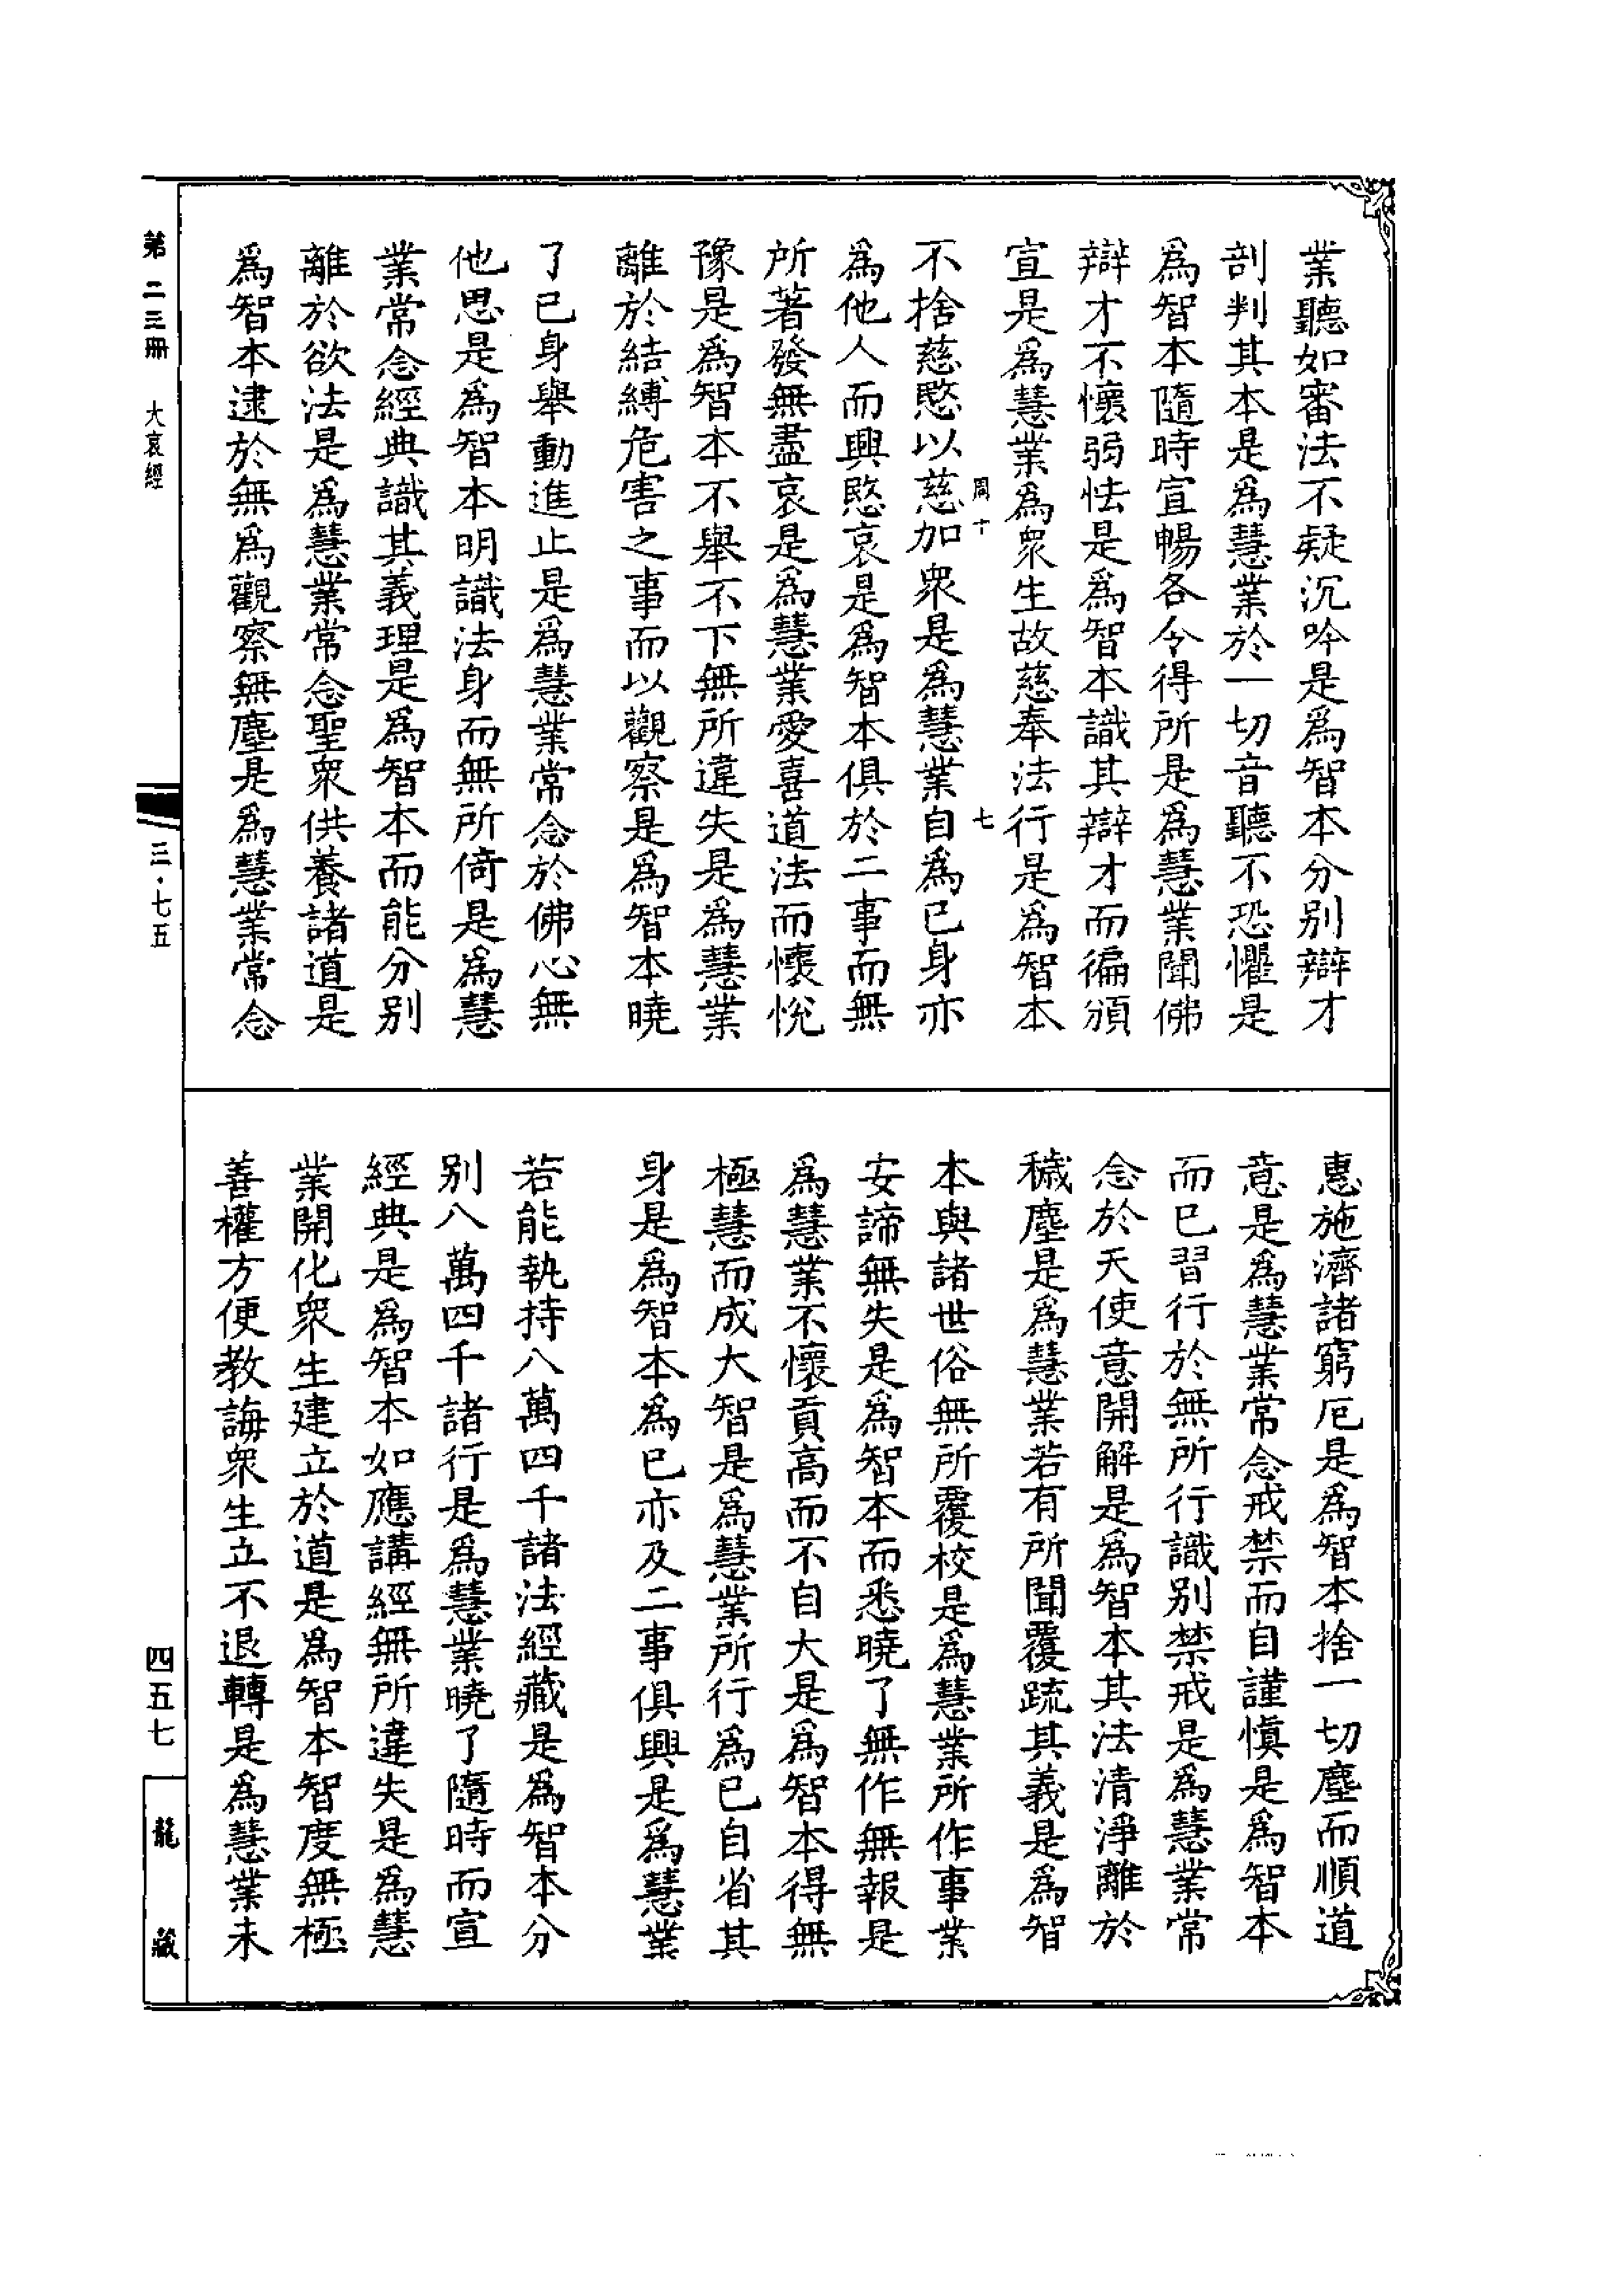 業聽如審法不疑沉吟是爲智本分别辯才
剖判其本是爲慧業於一切音聽不恐懼是
爲智本隨時宜暢各令得所是爲慧業聞佛
辯才不懷弱怯是爲智本識其辯才而徧頒
宣是爲慧業爲衆生故慈奉法行是爲智本
周十 七
不捨慈愍以慈加衆是爲慧業自爲已身亦
爲他人而興愍哀是爲智本俱於二事而無
所著發無盡哀是爲慧業愛喜道法而懷悅
豫是爲智本不舉不下無所違失是爲慧業
離於結縛危害之事而以觀察是爲智本曉
了已身舉動進止是爲慧業常念於佛心無
他思是爲智本明識法身而無所倚是爲慧
業常念經典識其義理是爲智本而能分别
離於欲法是爲慧業常念聖衆供養諸道是
爲智本逮於無爲觀察無塵是爲慧業常念
惠施濟諸窮厄是爲智本捨一切塵而順道
意是爲慧業常念戒禁而自謹愼是爲智本
而已習行於無所行識别禁戒是爲慧業常
念於天使意開解是爲智本其法清淨離於
穢塵是爲慧業若有所聞覆疏其義是爲智
本與諸世俗無所覆校是爲慧業所作事業
安諦無失是爲智本而悉曉了無作無報是
爲慧業不懷貢高而不自大是爲智本得無
極慧而成大智是爲慧業所行爲已自省其
身是爲智本爲已亦及二事俱興是爲慧業
若能執持八萬四千諸法經藏是爲智本分
别八萬四千諸行是爲慧業曉了隨時而宣
經典是爲智本如應講經無所違失是爲慧
業開化衆生建立於道是爲智本智度無極
善權方便教誨衆生立不退轉是爲慧業未
第二三冊 大哀經
三·七五
四五七
龍藏